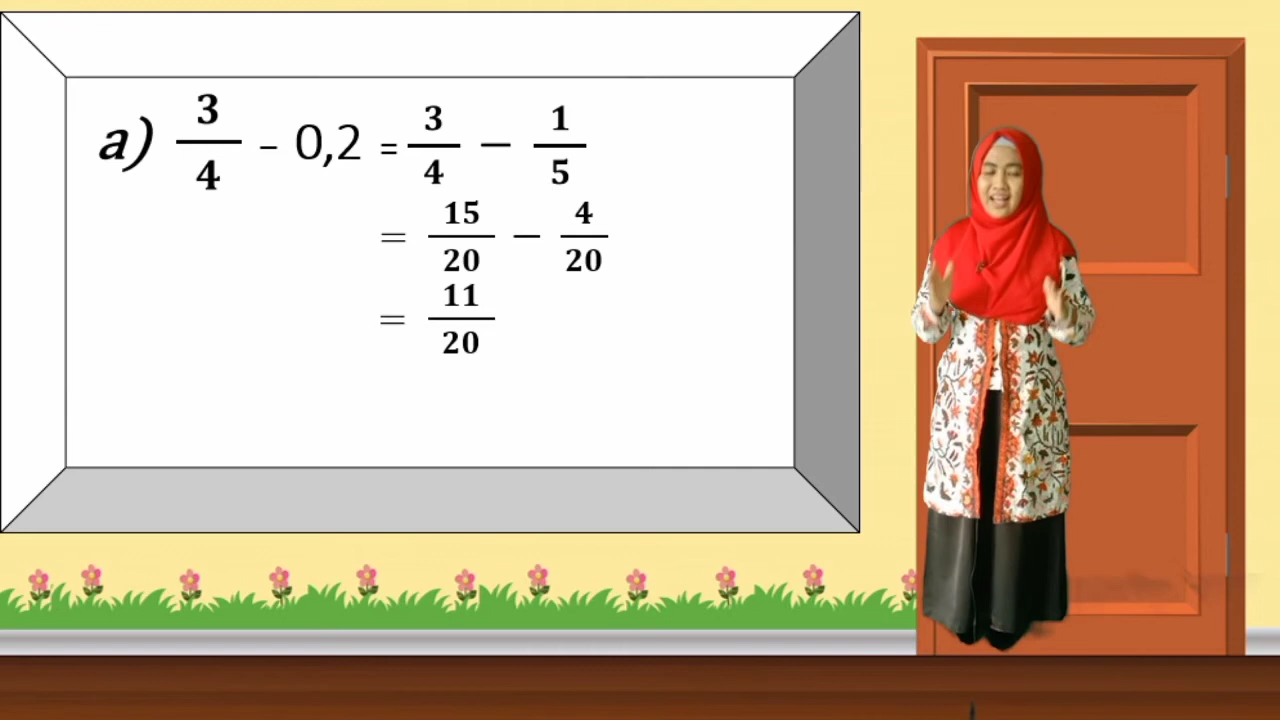 a) 3/4 - 0,2 = 3/4 − 1/5
= 15/20 − 4/20
= 11/20